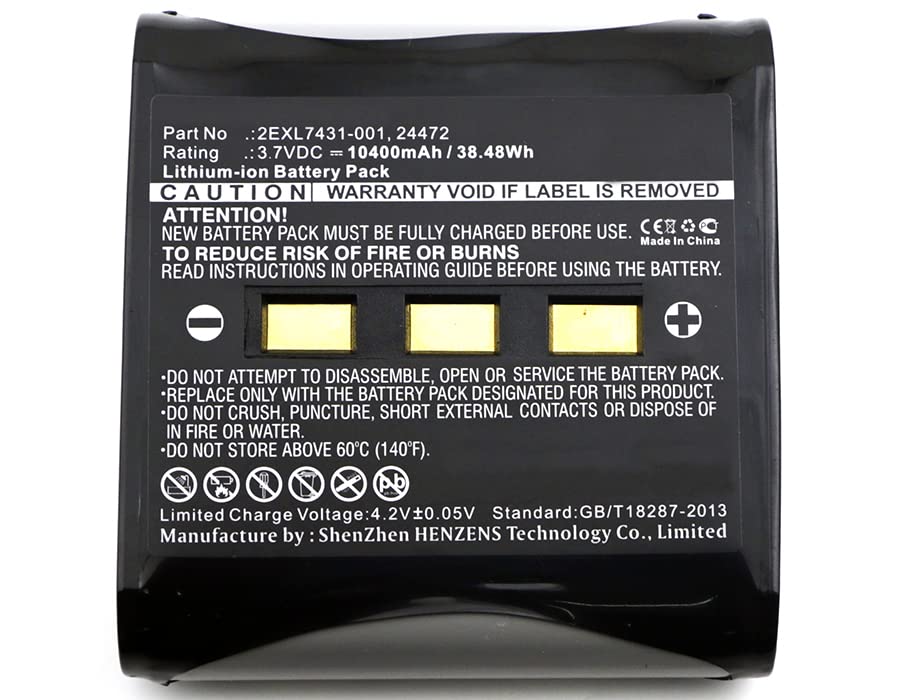 Part No .:2EXL7431-001, 24472
Rating .:3.7VDC ⎓ 10400mAh / 38.48Wh
Lithium-ion Battery Pack
CAUTION WARRANTY VOID IF LABEL IS REMOVED
ATTENTION!
NEW BATTERY PACK MUST BE FULLY CHARGED BEFORE USE.
CE
Made In China
TO REDUCE RISK OF FIRE OR BURNS
READ INSTRUCTIONS IN OPERATING GUIDE BEFORE USING THE BATTERY.
•DO NOT ATTEMPT TO DISASSEMBLE, OPEN OR SERVICE THE BATTERY PACK.
•REPLACE ONLY WITH THE BATTERY PACK DESIGNATED FOR THIS PRODUCT.
•DO NOT CRUSH, PUNCTURE, SHORT EXTERNAL CONTACTS OR DISPOSE OF
IN FIRE OR WATER.
•DO NOT STORE ABOVE 60°C (140°F).
pb
Limited Charge Voltage:4.2V±0.05V Standard:GB/T18287-2013
Manufacture by : ShenZhen HENZENS Technology Co., Limited